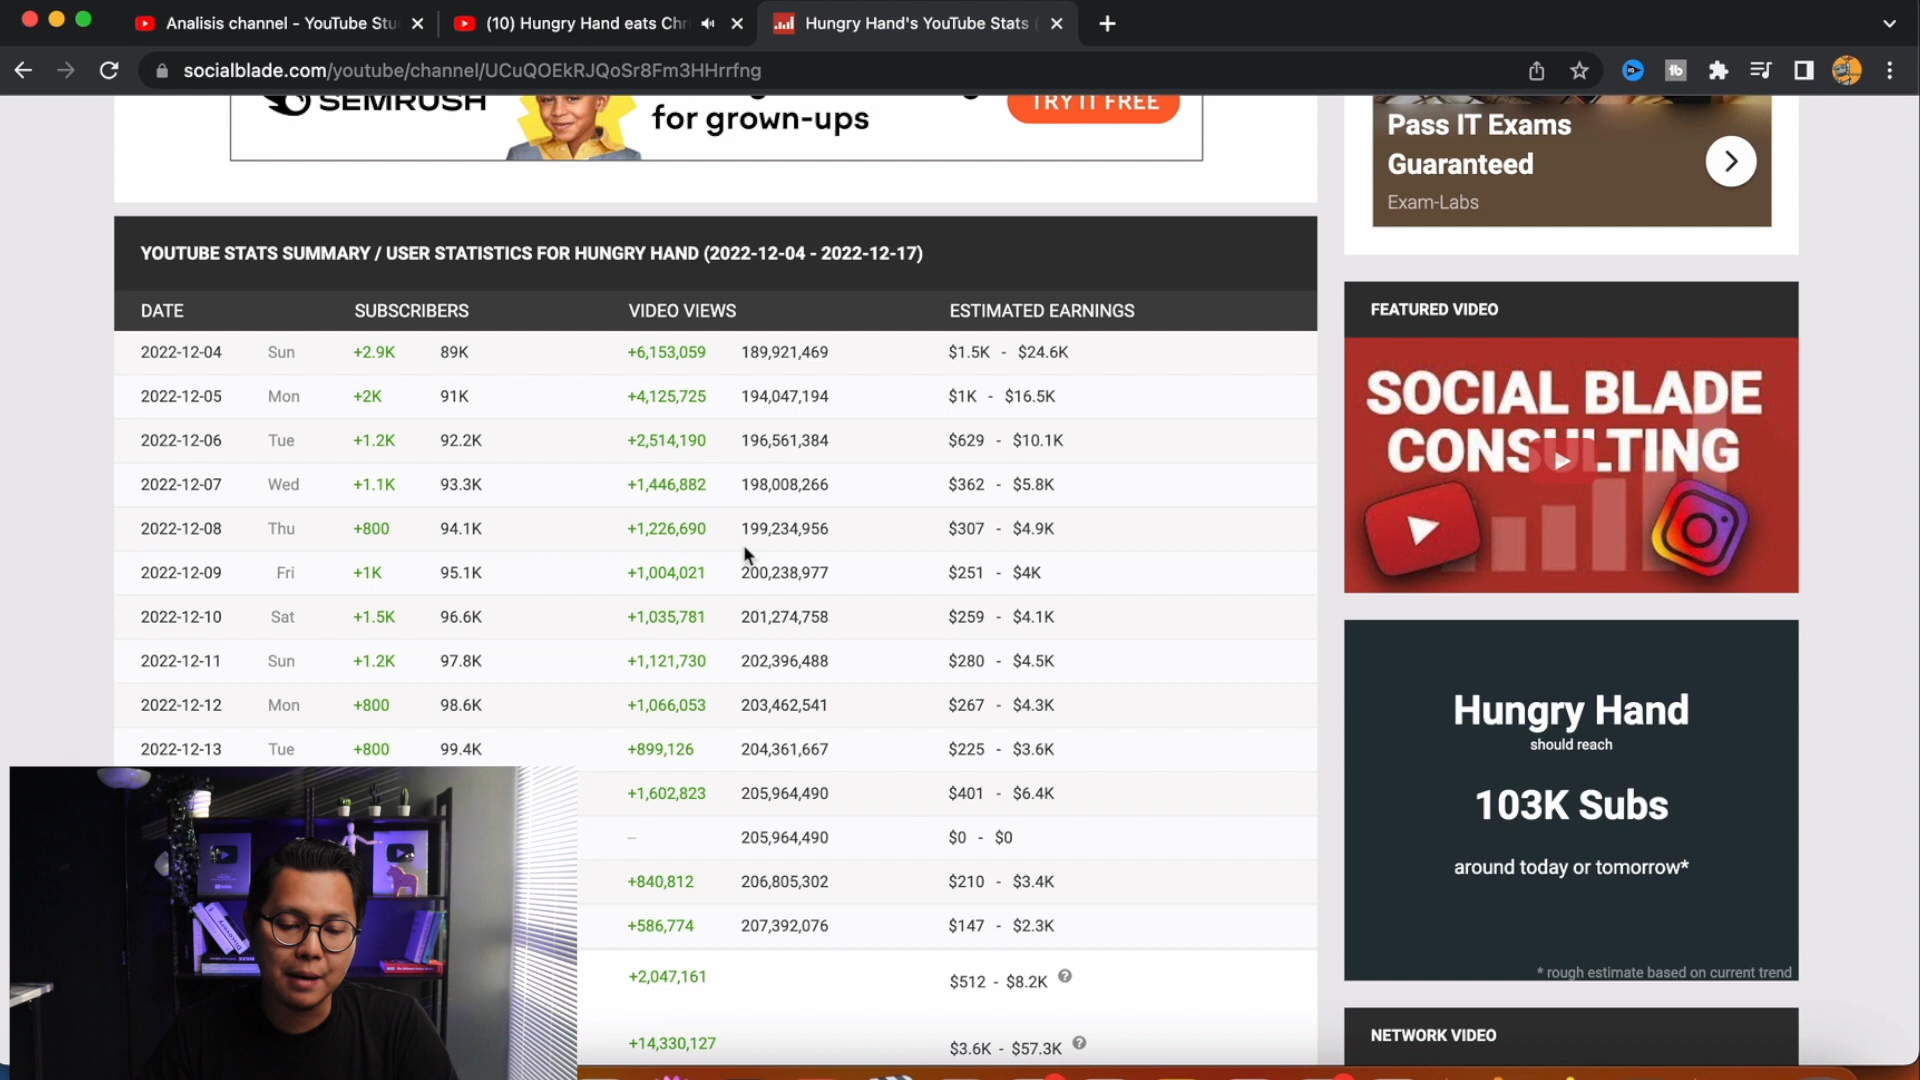 Analisis channel - YouTube Stu
(10) Hungry Hand eats Chr
Hungry Hand's YouTube Stats (
socialblade.com/youtube/channel/UCuQOEkRJQoSr8Fm3HHrrfng
SEMRUSH
for grown-ups
TRY IT FREE
Pass IT Exams
Guaranteed
Exam-Labs
YOUTUBE STATS SUMMARY / USER STATISTICS FOR HUNGRY HAND (2022-12-04 - 2022-12-17)
DATE SUBSCRIBERS VIDEO VIEWS ESTIMATED EARNINGS
2022-12-04 Sun +2.9K 89K +6,153,059 189,921,469 $1.5K - $24.6K
2022-12-05 Mon +2K 91K +4,125,725 194,047,194 $1K - $16.5K
2022-12-06 Tue +1.2K 92.2K +2,514,190 196,561,384 $629 - $10.1K
2022-12-07 Wed +1.1K 93.3K +1,446,882 198,008,266 $362 - $5.8K
2022-12-08 Thu +800 94.1K +1,226,690 199,234,956 $307 - $4.9K
2022-12-09 Fri +1K 95.1K +1,004,021 200,238,977 $251 - $4K
2022-12-10 Sat +1.5K 96.6K +1,035,781 201,274,758 $259 - $4.1K
2022-12-11 Sun +1.2K 97.8K +1,121,730 202,396,488 $280 - $4.5K
2022-12-12 Mon +800 98.6K +1,066,053 203,462,541 $267 - $4.3K
2022-12-13 Tue +800 99.4K +899,126 204,361,667 $225 - $3.6K
+1,602,823 205,964,490 $401 - $6.4K
-- 205,964,490 $0 - $0
+840,812 206,805,302 $210 - $3.4K
+586,774 207,392,076 $147 - $2.3K
+2,047,161 $512 - $8.2K
+14,330,127 $3.6K - $57.3K
FEATURED VIDEO
SOCIAL BLADE
CONSULTING
Hungry Hand
should reach
103K Subs
around today or tomorrow*
* rough estimate based on current trend
NETWORK VIDEO